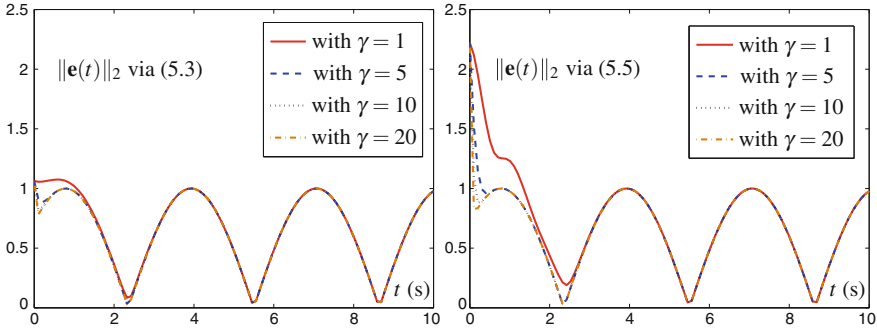 2.5
2
1.5
1
0.5
0
0 2 4 6 8 10
‖e(t)‖₂ via (5.3)
with γ = 1
with γ = 5
with γ = 10
with γ = 20
t (s)
2.5
2
1.5
1
0.5
0
0 2 4 6 8 10
‖e(t)‖₂ via (5.5)
with γ = 1
with γ = 5
with γ = 10
with γ = 20
t (s)